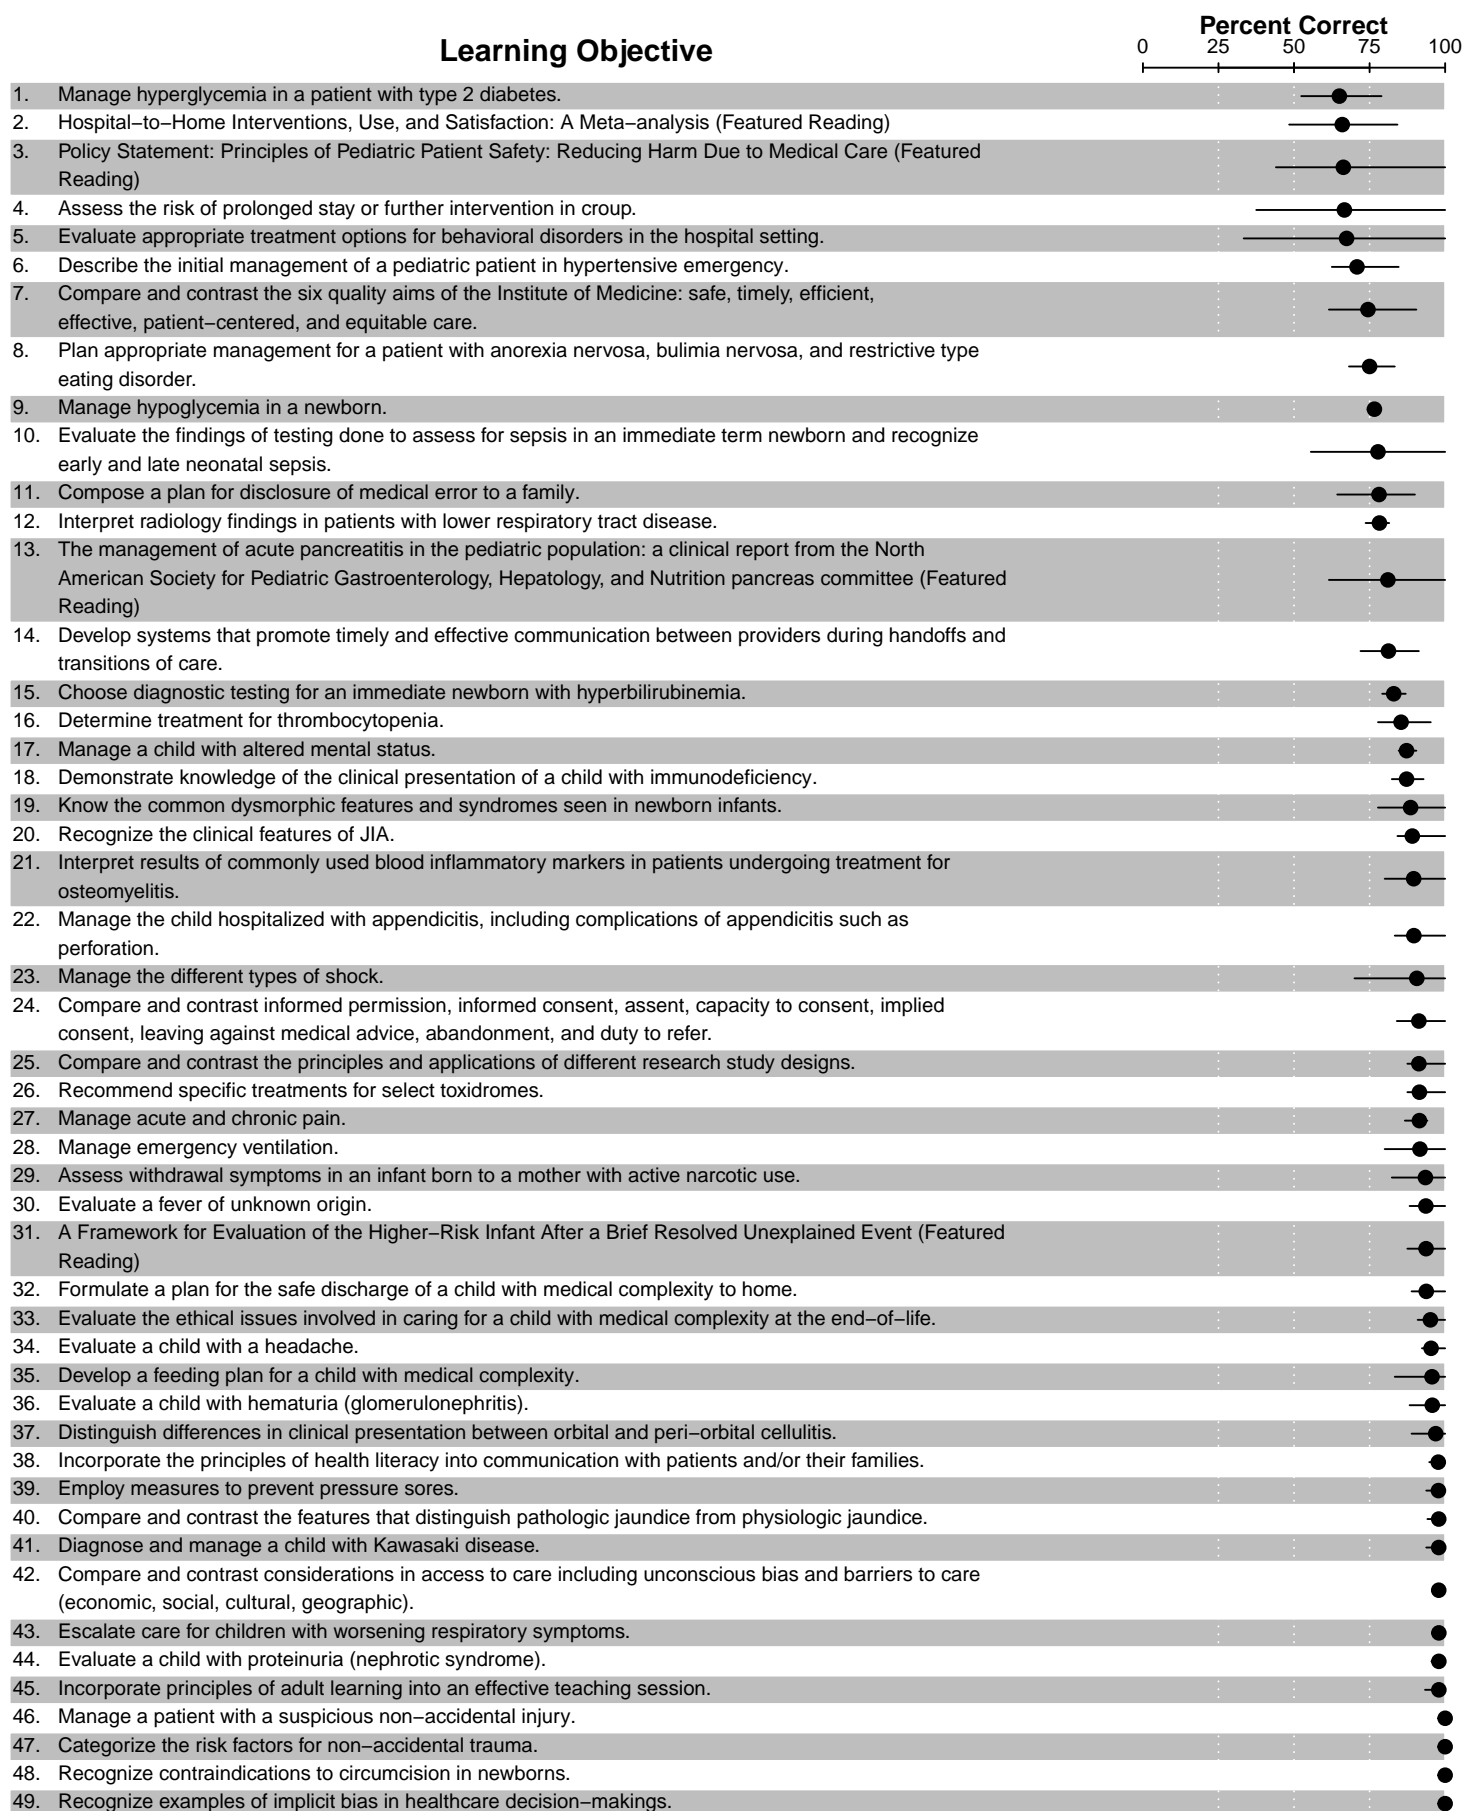 Learning Objective
Percent Correct
0 25 50 75 100
1. Manage hyperglycemia in a patient with type 2 diabetes.
2. Hospital−to−Home Interventions, Use, and Satisfaction: A Meta−analysis (Featured Reading)
3. Policy Statement: Principles of Pediatric Patient Safety: Reducing Harm Due to Medical Care (Featured
Reading)
4. Assess the risk of prolonged stay or further intervention in croup.
5. Evaluate appropriate treatment options for behavioral disorders in the hospital setting.
6. Describe the initial management of a pediatric patient in hypertensive emergency.
7. Compare and contrast the six quality aims of the Institute of Medicine: safe, timely, efficient,
effective, patient−centered, and equitable care.
8. Plan appropriate management for a patient with anorexia nervosa, bulimia nervosa, and restrictive type
eating disorder.
9. Manage hypoglycemia in a newborn.
10. Evaluate the findings of testing done to assess for sepsis in an immediate term newborn and recognize
early and late neonatal sepsis.
11. Compose a plan for disclosure of medical error to a family.
12. Interpret radiology findings in patients with lower respiratory tract disease.
13. The management of acute pancreatitis in the pediatric population: a clinical report from the North
American Society for Pediatric Gastroenterology, Hepatology, and Nutrition pancreas committee (Featured
Reading)
14. Develop systems that promote timely and effective communication between providers during handoffs and
transitions of care.
15. Choose diagnostic testing for an immediate newborn with hyperbilirubinemia.
16. Determine treatment for thrombocytopenia.
17. Manage a child with altered mental status.
18. Demonstrate knowledge of the clinical presentation of a child with immunodeficiency.
19. Know the common dysmorphic features and syndromes seen in newborn infants.
20. Recognize the clinical features of JIA.
21. Interpret results of commonly used blood inflammatory markers in patients undergoing treatment for
osteomyelitis.
22. Manage the child hospitalized with appendicitis, including complications of appendicitis such as
perforation.
23. Manage the different types of shock.
24. Compare and contrast informed permission, informed consent, assent, capacity to consent, implied
consent, leaving against medical advice, abandonment, and duty to refer.
25. Compare and contrast the principles and applications of different research study designs.
26. Recommend specific treatments for select toxidromes.
27. Manage acute and chronic pain.
28. Manage emergency ventilation.
29. Assess withdrawal symptoms in an infant born to a mother with active narcotic use.
30. Evaluate a fever of unknown origin.
31. A Framework for Evaluation of the Higher−Risk Infant After a Brief Resolved Unexplained Event (Featured
Reading)
32. Formulate a plan for the safe discharge of a child with medical complexity to home.
33. Evaluate the ethical issues involved in caring for a child with medical complexity at the end−of−life.
34. Evaluate a child with a headache.
35. Develop a feeding plan for a child with medical complexity.
36. Evaluate a child with hematuria (glomerulonephritis).
37. Distinguish differences in clinical presentation between orbital and peri−orbital cellulitis.
38. Incorporate the principles of health literacy into communication with patients and/or their families.
39. Employ measures to prevent pressure sores.
40. Compare and contrast the features that distinguish pathologic jaundice from physiologic jaundice.
41. Diagnose and manage a child with Kawasaki disease.
42. Compare and contrast considerations in access to care including unconscious bias and barriers to care
(economic, social, cultural, geographic).
43. Escalate care for children with worsening respiratory symptoms.
44. Evaluate a child with proteinuria (nephrotic syndrome).
45. Incorporate principles of adult learning into an effective teaching session.
46. Manage a patient with a suspicious non−accidental injury.
47. Categorize the risk factors for non−accidental trauma.
48. Recognize contraindications to circumcision in newborns.
49. Recognize examples of implicit bias in healthcare decision−makings.